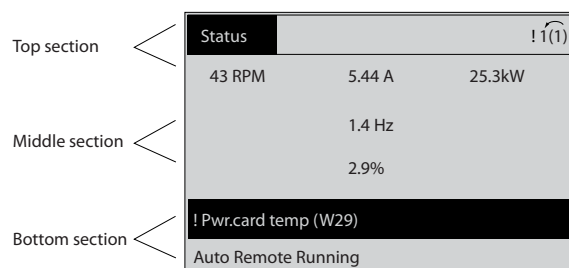 Top section
Status ! 1(1)
43 RPM 5.44 A 25.3kW
Middle section
1.4 Hz
2.9%
Bottom section
! Pwr.card temp (W29)
Auto Remote Running